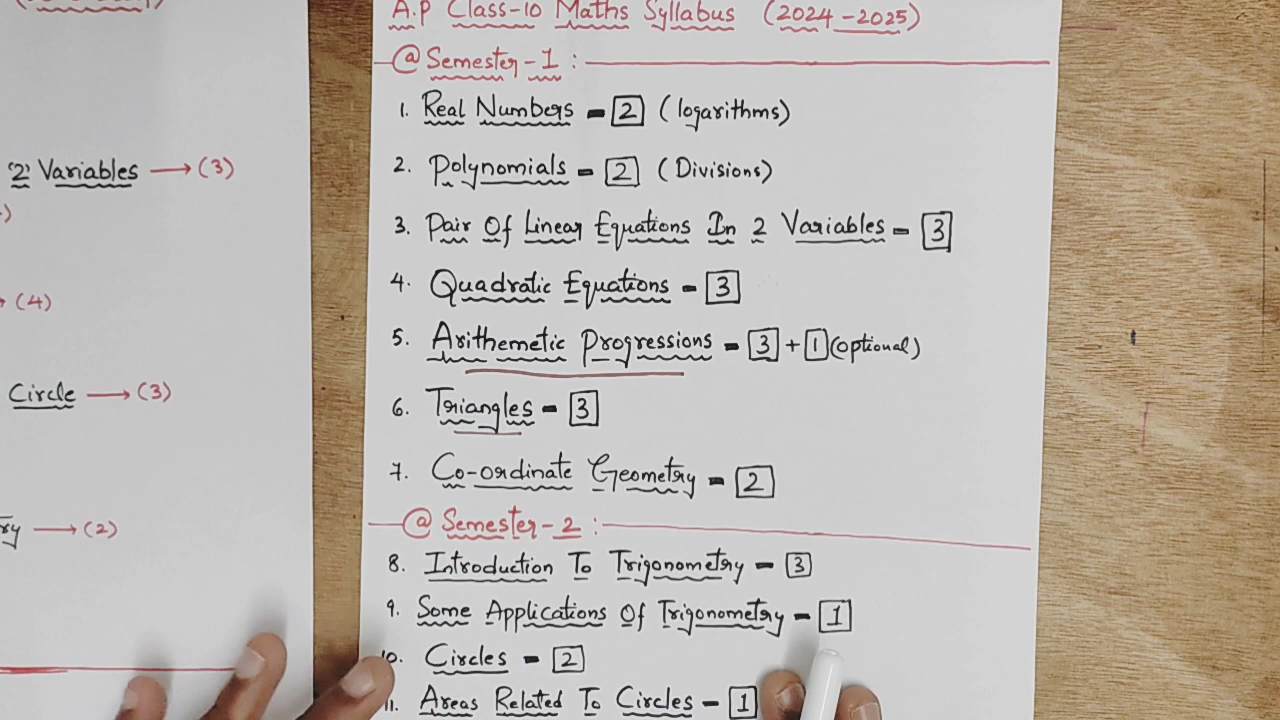 2 Variables → (3)
→ (4)
Circle → (3)
ry → (2)
A.P Class-10 Maths Syllabus (2024-2025)
@ Semester-1 :
1. Real Numbers - 2 (logarithms)
2. Polynomials - 2 (Divisions)
3. Pair Of Linear Equations In 2 Variables - 3
4. Quadratic Equations - 3
5. Arithemetic Progressions - 3 + 1 (optional)
6. Triangles - 3
7. Co-ordinate Geometry - 2
@ Semester-2 :
8. Introduction To Trigonometry - 3
9. Some Applications Of Trigonometry - 1
10. Circles - 2
11. Areas Related To Circles - 1